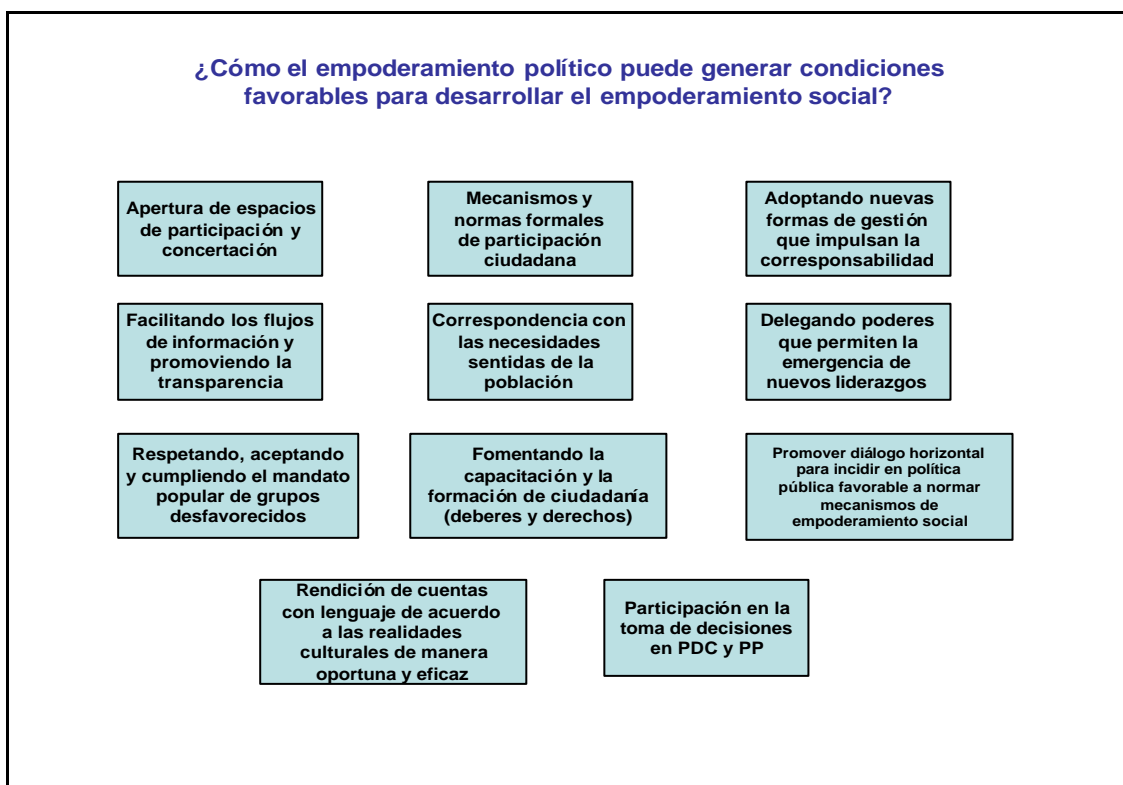 ¿Cómo el empoderamiento político puede generar condiciones
favorables para desarrollar el empoderamiento social?
Apertura de espacios
de participación y
concertación
Mecanismos y
normas formales
de participación
ciudadana
Adoptando nuevas
formas de gestión
que impulsan la
corresponsabilidad
Facilitando los flujos
de información y
promoviendo la
transparencia
Correspondencia con
las necesidades
sentidas de la
población
Delegando poderes
que permiten la
emergencia de
nuevos liderazgos
Respetando, aceptando
y cumpliendo el mandato
popular de grupos
desfavorecidos
Fomentando la
capacitación y la
formación de ciudadanía
(deberes y derechos)
Promover diálogo horizontal
para incidir en política
pública favorable a normar
mecanismos de
empoderamiento social
Rendición de cuentas
con lenguaje de acuerdo
a las realidades
culturales de manera
oportuna y eficaz
Participación en la
toma de decisiones
en PDC y PP